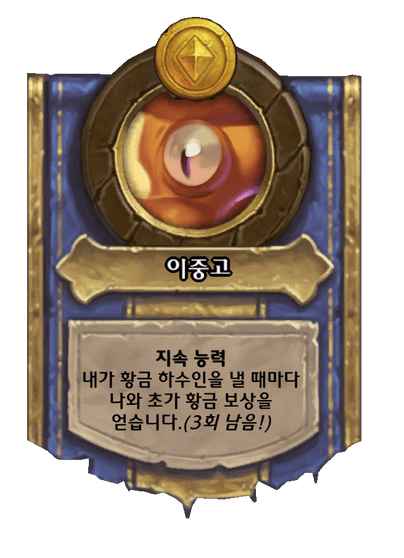 이중고
지속 능력
내가 황금 하수인을 낼 때마다
나와 초가 황금 보상을
얻습니다.(3회 남음!)